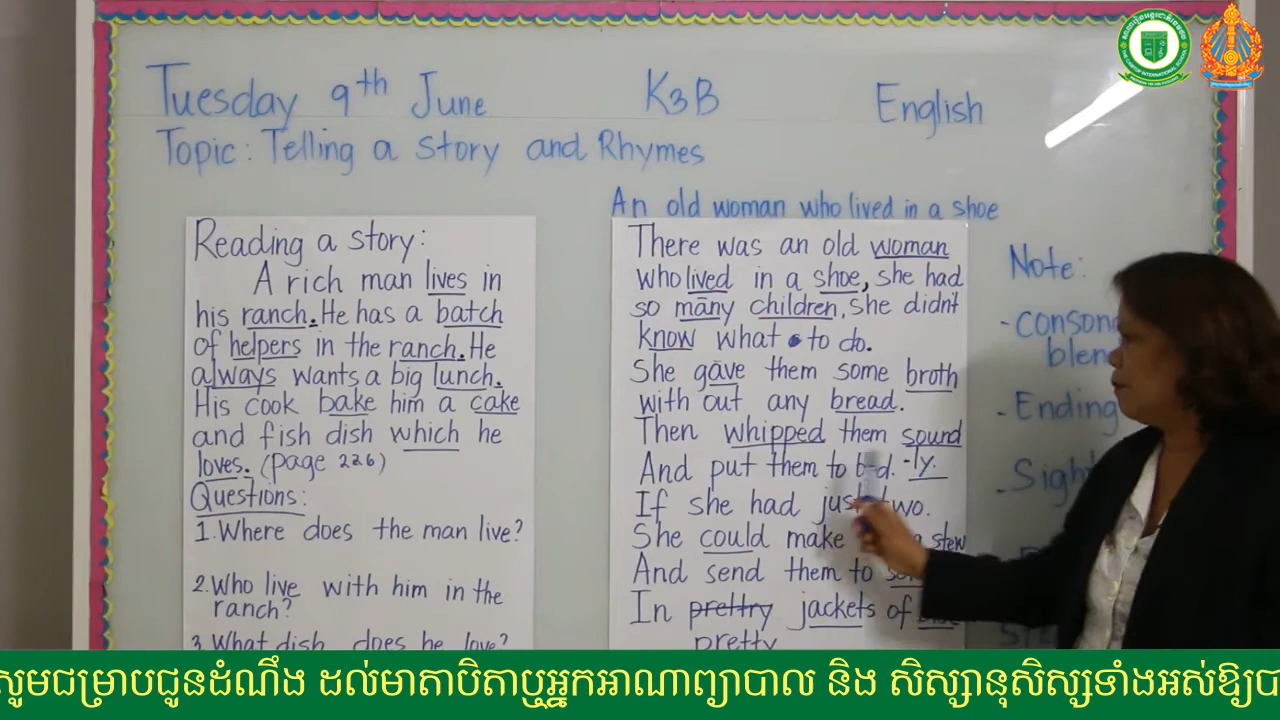 Tuesday 9th June K3B English
Topic: Telling a story and Rhymes
Reading a story:
A rich man lives in
his ranch. He has a batch
of helpers in the ranch. He
always wants a big lunch.
His cook bake him a cake
and fish dish which he
loves. (page 226)
Questions:
1. Where does the man live?
2. Who live with him in the
ranch?
3. What dish does he love?
An old woman who lived in a shoe
There was an old woman
who lived in a shoe, she had
so many children, she didn't
know what to do.
She gave them some broth
with out any bread.
Then whipped them sound
And put them to bed. -ly.
If she had just two.
She could make a stew
And send them to
In prettry jackets of
pretty
Note:
- Conson
blen
- Ending
- Sight
សូមជម្រាបជូនដំណឹង ដល់មាតាបិតាឬអ្នកអាណាព្យាបាល និង សិស្សានុសិស្សទាំងអស់ឱ្យបា